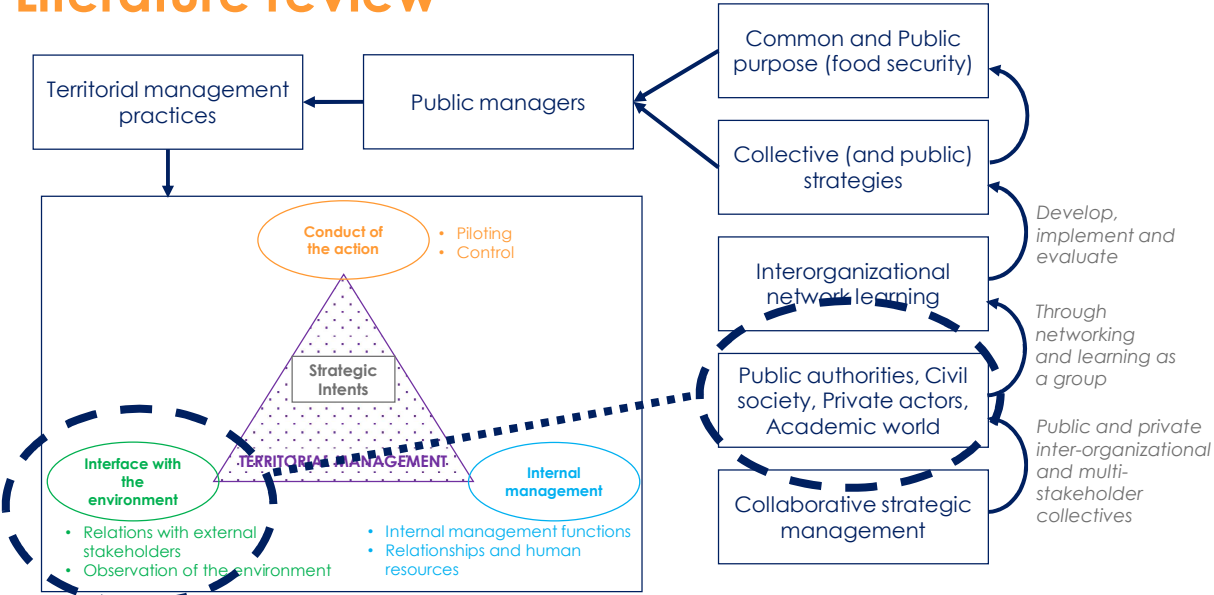 Literature review
Territorial management
practices
Public managers
Common and Public
purpose (food security)
Collective (and public)
strategies
Interorganizational
network learning
Public authorities, Civil
society, Private actors,
Academic world
Collaborative strategic
management
Develop,
implement and
evaluate
Through
networking
and learning as
a group
Public and private
inter-organizational
and multi-
stakeholder
collectives
Conduct of
the action
• Piloting
• Control
Strategic
Intents
TERRITORIAL MANAGEMENT
Interface with
the
environment
• Relations with external
stakeholders
• Observation of the environment
Internal
management
• Internal management functions
• Relationships and human
resources